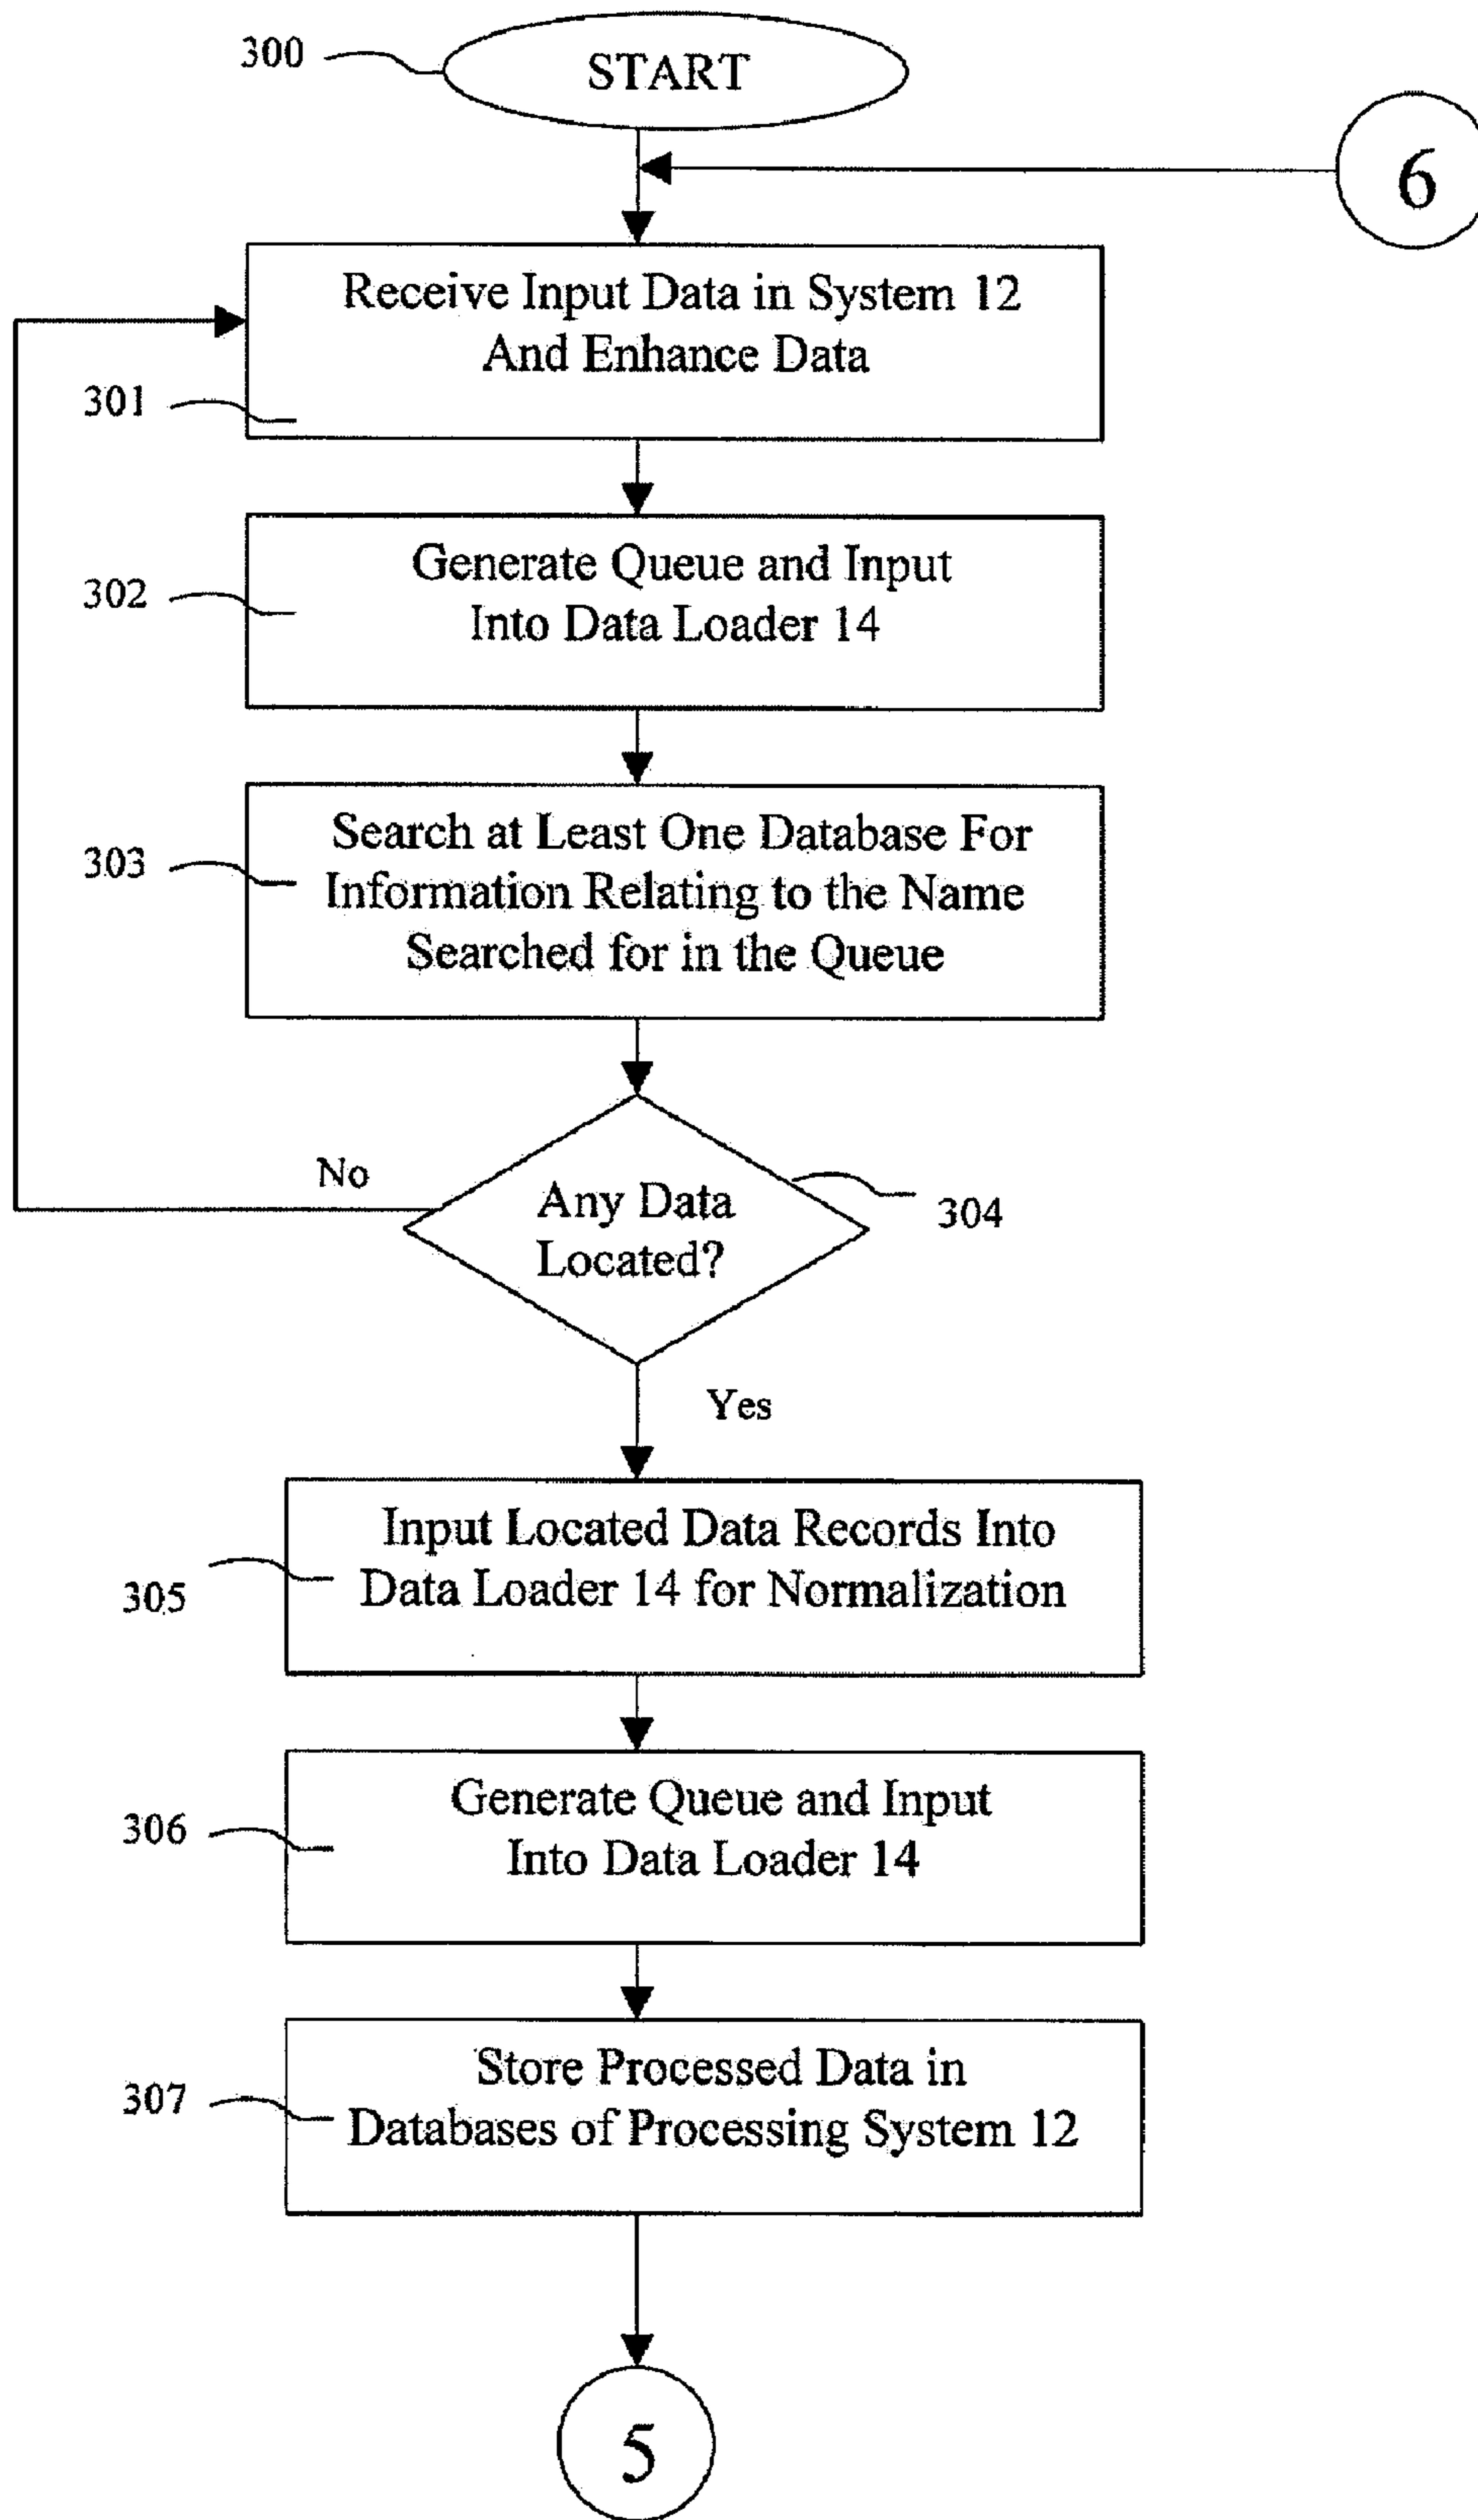 300
START
6
Receive Input Data in System 12
And Enhance Data
301
Generate Queue and Input
302
Into Data Loader 14
Search at Least One Database For
303
Information Relating to the Name
Searched for in the Queue
No
Any Data
304
Located?
Yes
Input Located Data Records Into
Data Loader 14 for Normalization
305
Generate Queue and Input
306
Into Data Loader 14
Store Processed Data in
307
Databases of Processing System 12
5